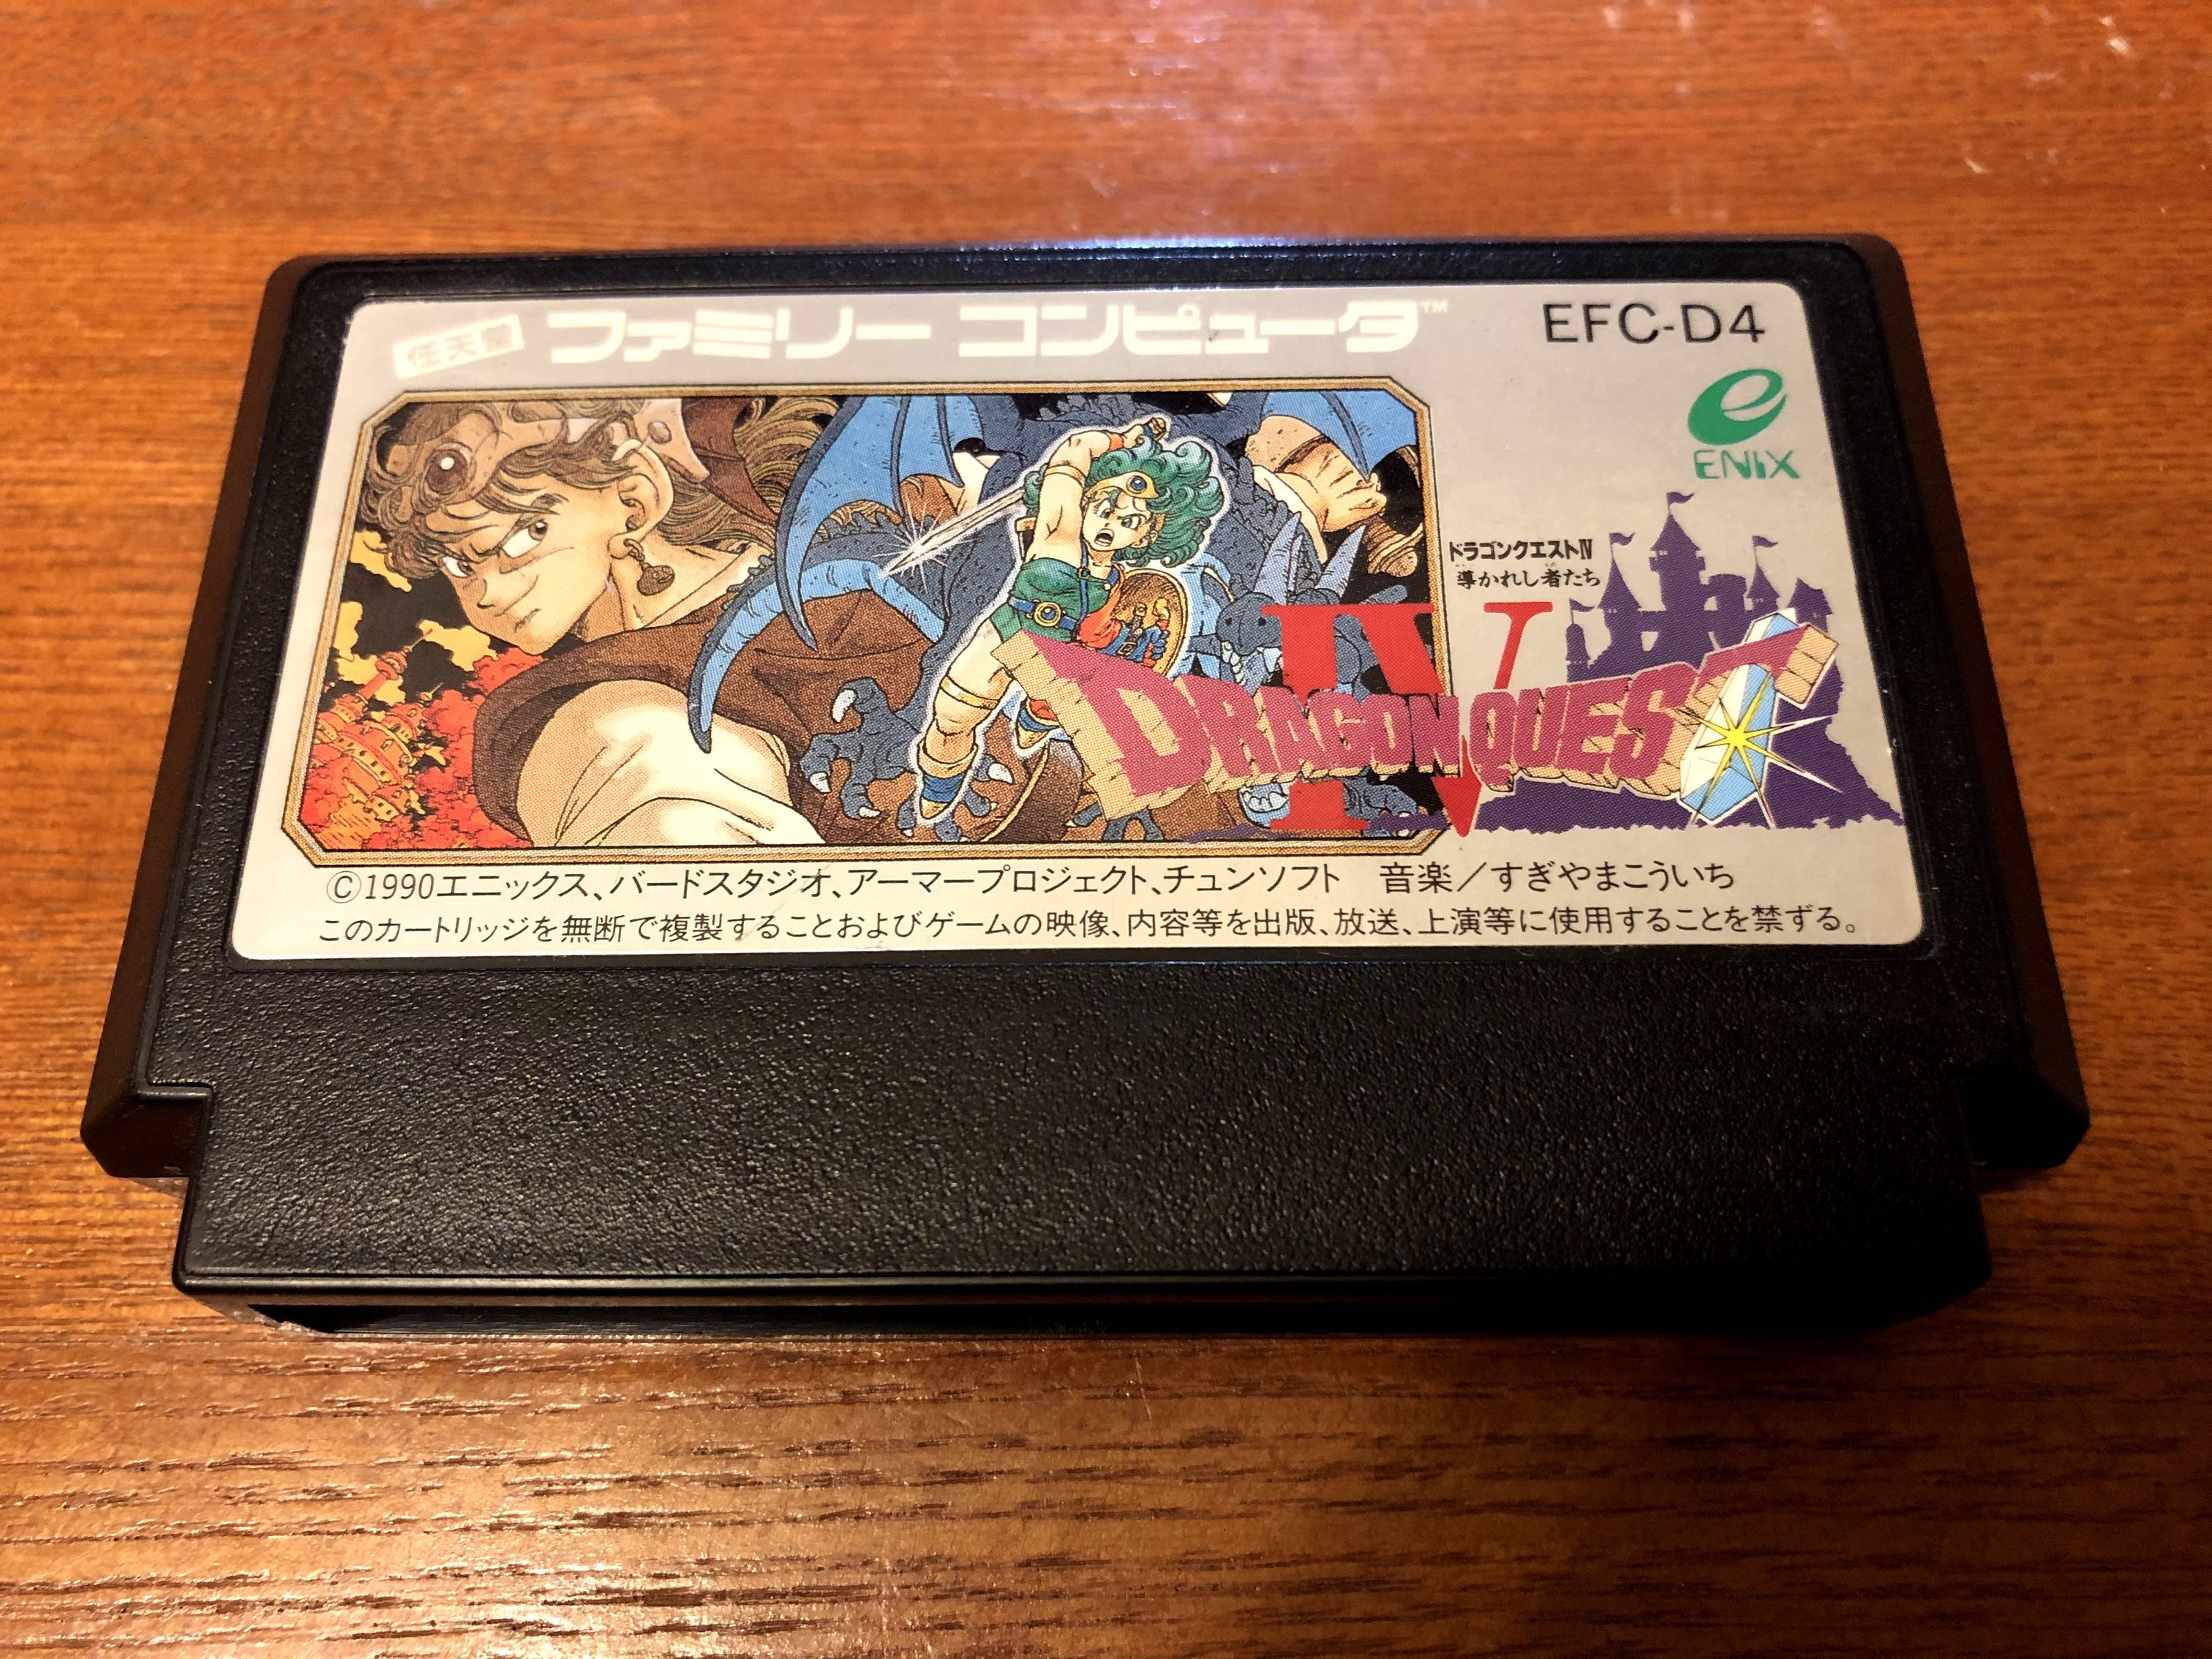 任天堂 ファミリー コンピュータ™ EFC-D4
ENIX
ドラゴンクエストⅣ
導かれし者たち
IV
DRAGON QUEST
©1990エニックス、バードスタジオ、アーマープロジェクト、チュンソフト 音楽／すぎやまこういち
このカートリッジを無断で複製することおよびゲームの映像、内容等を出版、放送、上演等に使用することを禁ずる。